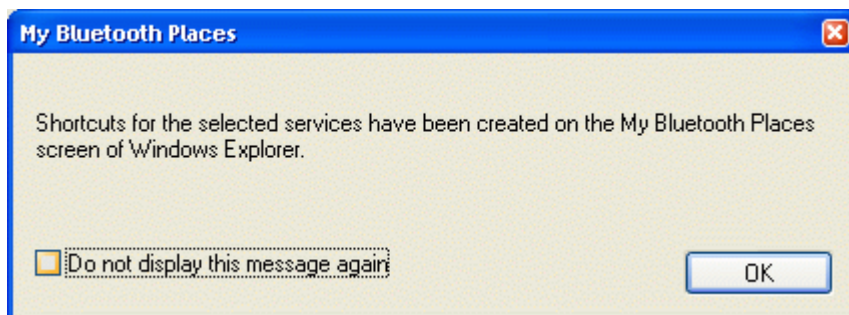 My Bluetooth Places
Shortcuts for the selected services have been created on the My Bluetooth Places
screen of Windows Explorer.
Do not display this message again
OK